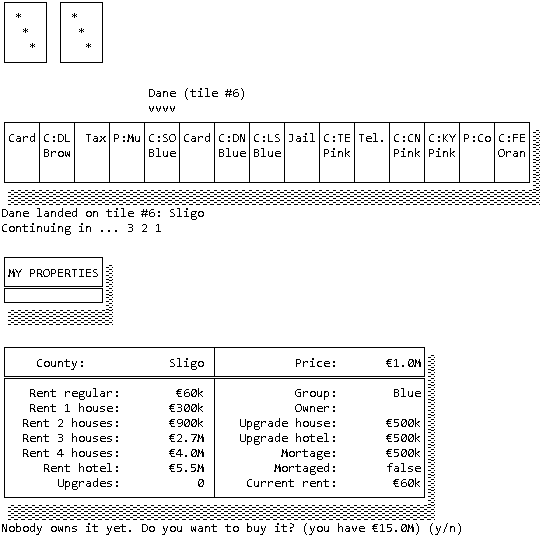 * *
* *
* *
Dane (tile #6)
vvvv
Card C:DL Tax P:Mu C:SO Card C:DN C:LS Jail C:TE Tel. C:CN C:KY P:Co C:FE
Brow Blue Blue Blue Pink Pink Pink Oran
Dane landed on tile #6: Sligo
Continuing in ... 3 2 1
MY PROPERTIES
County: Sligo Price: €1.0M
Rent regular: €60k Group: Blue
Rent 1 house: €300k Owner:
Rent 2 houses: €900k Upgrade house: €500k
Rent 3 houses: €2.7M Upgrade hotel: €500k
Rent 4 houses: €4.0M Mortage: €500k
Rent hotel: €5.5M Mortaged: false
Upgrades: 0 Current rent: €60k
Nobody owns it yet. Do you want to buy it? (you have €15.0M) (y/n)